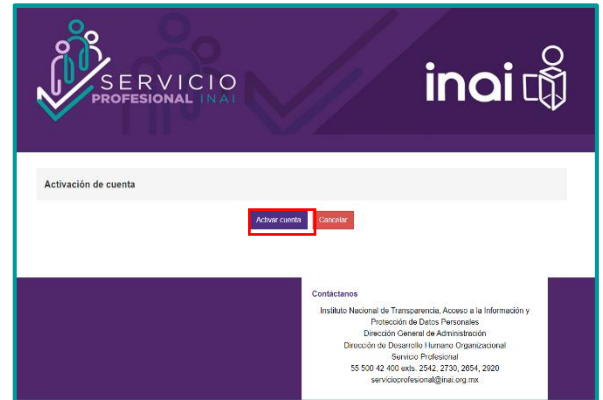 SERVICIO
PROFESIONAL INAI
inai
Activación de cuenta
Activar cuenta
Cancelar
Contáctanos
Instituto Nacional de Transparencia, Acceso a la Información y
Protección de Datos Personales
Dirección General de Administración
Dirección de Desarrollo Humano Organizacional
Servicio Profesional
55 500 42 400 exts. 2542, 2730, 2654, 2920
servicioprofesional@inai.org.mx